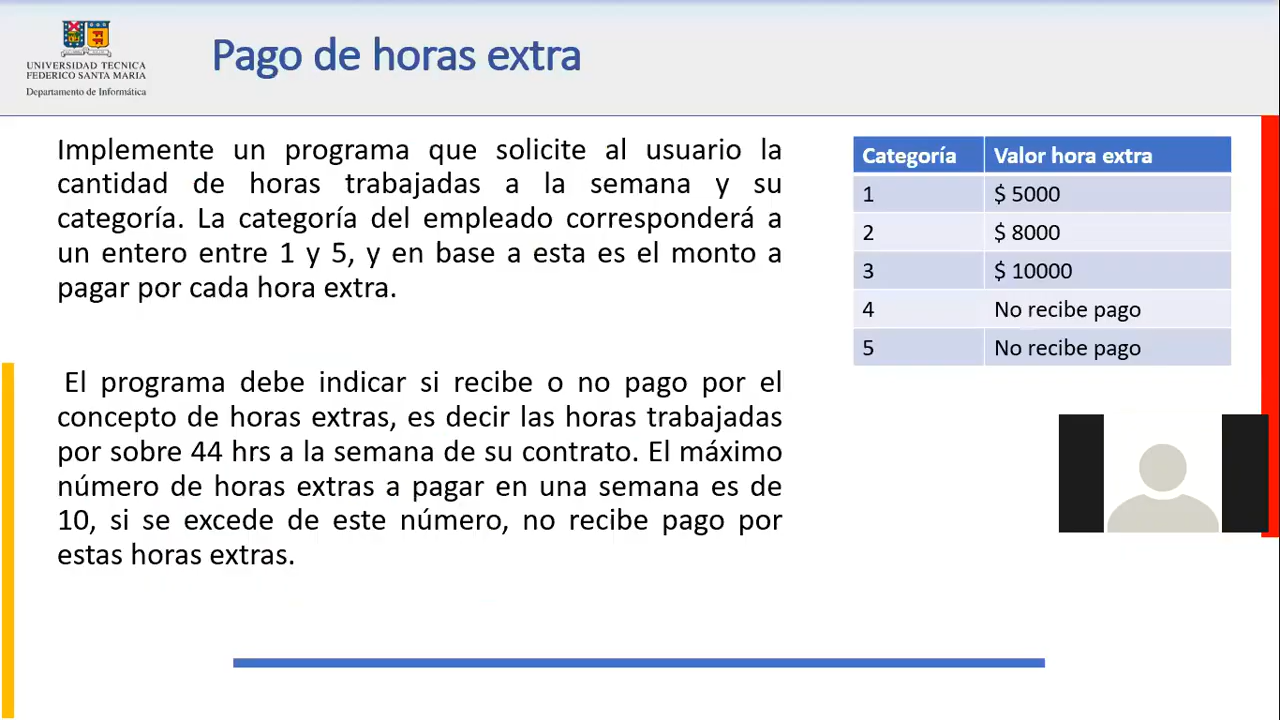 UNIVERSIDAD TECNICA
FEDERICO SANTA MARIA
Departamento de Informática
Pago de horas extra
Implemente un programa que solicite al usuario la
cantidad de horas trabajadas a la semana y su
categoría. La categoría del empleado corresponderá a
un entero entre 1 y 5, y en base a esta es el monto a
pagar por cada hora extra.
El programa debe indicar si recibe o no pago por el
concepto de horas extras, es decir las horas trabajadas
por sobre 44 hrs a la semana de su contrato. El máximo
número de horas extras a pagar en una semana es de
10, si se excede de este número, no recibe pago por
estas horas extras.
Categoría Valor hora extra
1 $ 5000
2 $ 8000
3 $ 10000
4 No recibe pago
5 No recibe pago